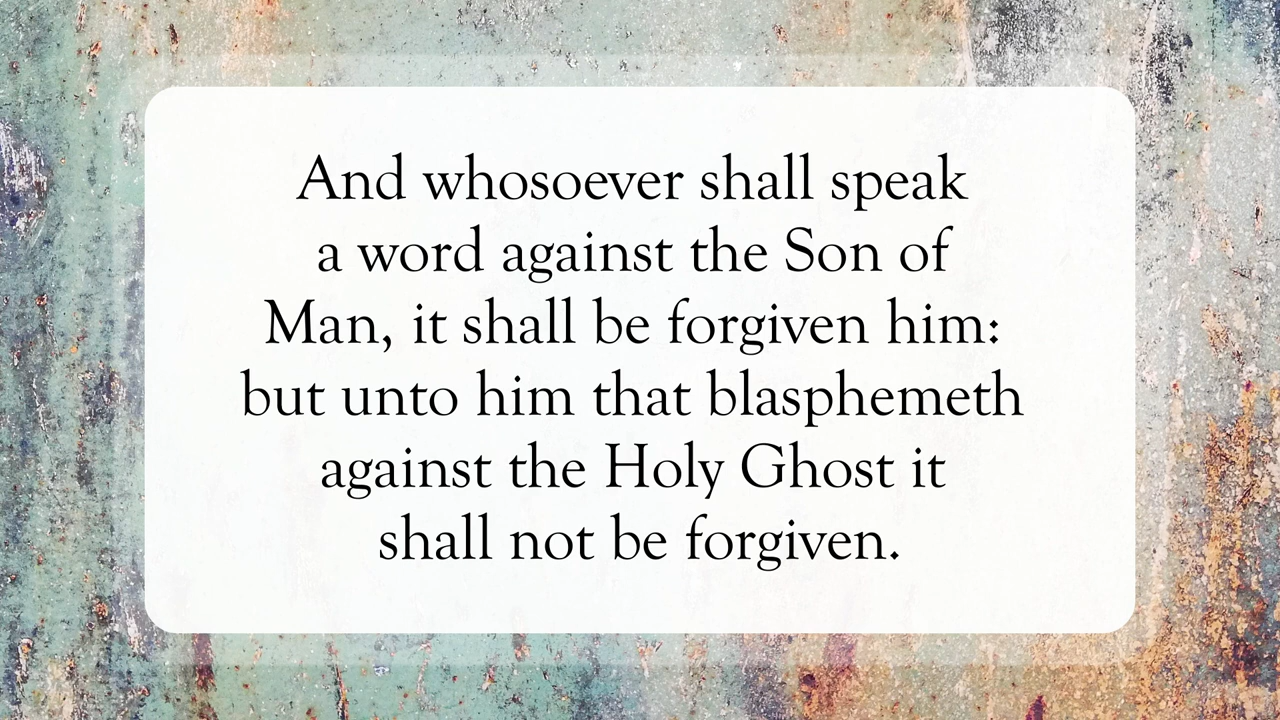 And whosoever shall speak
a word against the Son of
Man, it shall be forgiven him:
but unto him that blasphemeth
against the Holy Ghost it
shall not be forgiven.